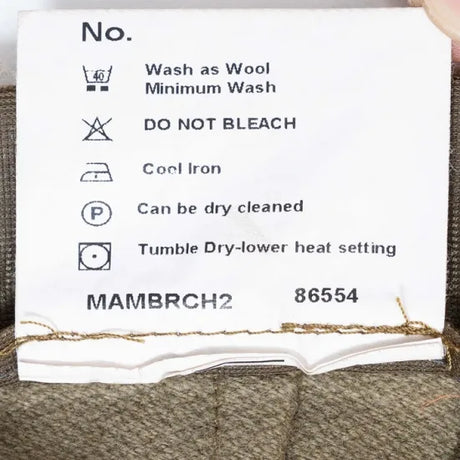 No.
40 Wash as Wool
Minimum Wash
DO NOT BLEACH
Cool Iron
P Can be dry cleaned
Tumble Dry-lower heat setting
MAMBRCH2 86554